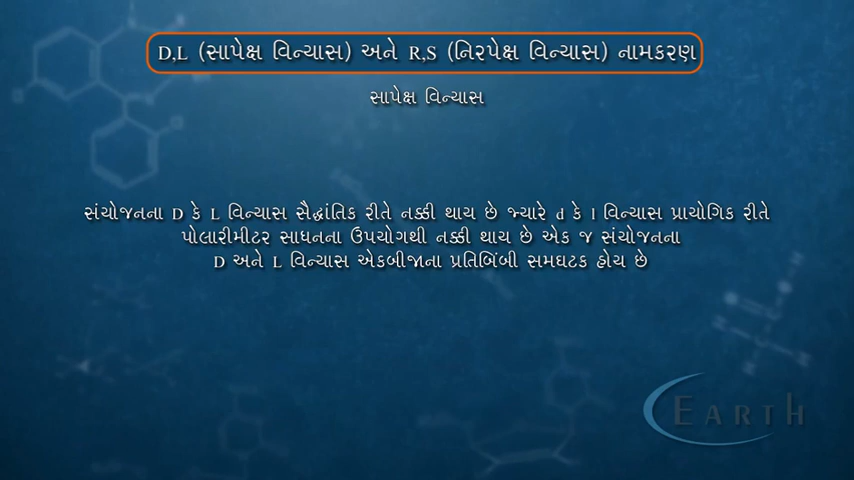 D,L (સાપેક્ષ વિન્યાસ) અને R,S (નિરપેક્ષ વિન્યાસ) નામકરણ
સાપેક્ષ વિન્યાસ
સંયોજનના D કે L વિન્યાસ સૈદ્ધાંતિક રીતે નક્કી થાય છે જ્યારે d કે l વિન્યાસ પ્રાયોગિક રીતે
પોલારીમીટર સાધનના ઉપયોગથી નક્કી થાય છે એક જ સંયોજનના
D અને L વિન્યાસ એકબીજાના પ્રતિબિંબી સમઘટક હોય છે
EARTH